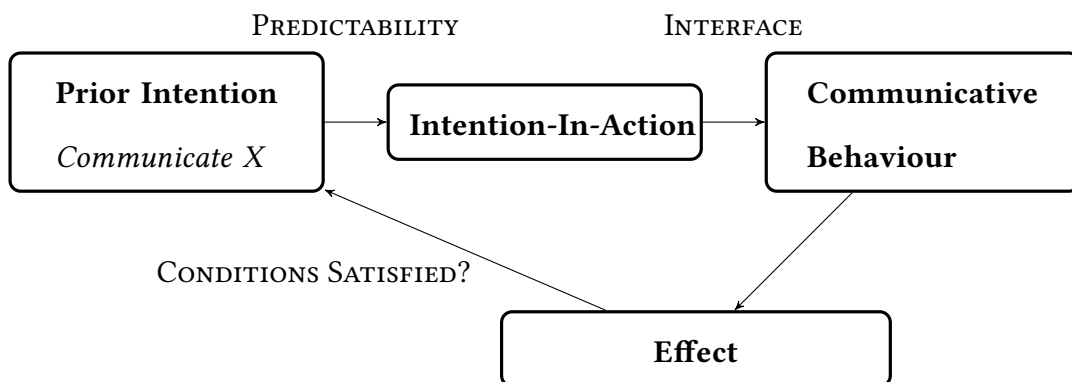 PREDICTABILITY
INTERFACE
Prior Intention
Communicate X
Intention-In-Action
Communicative
Behaviour
CONDITIONS SATISFIED?
Effect